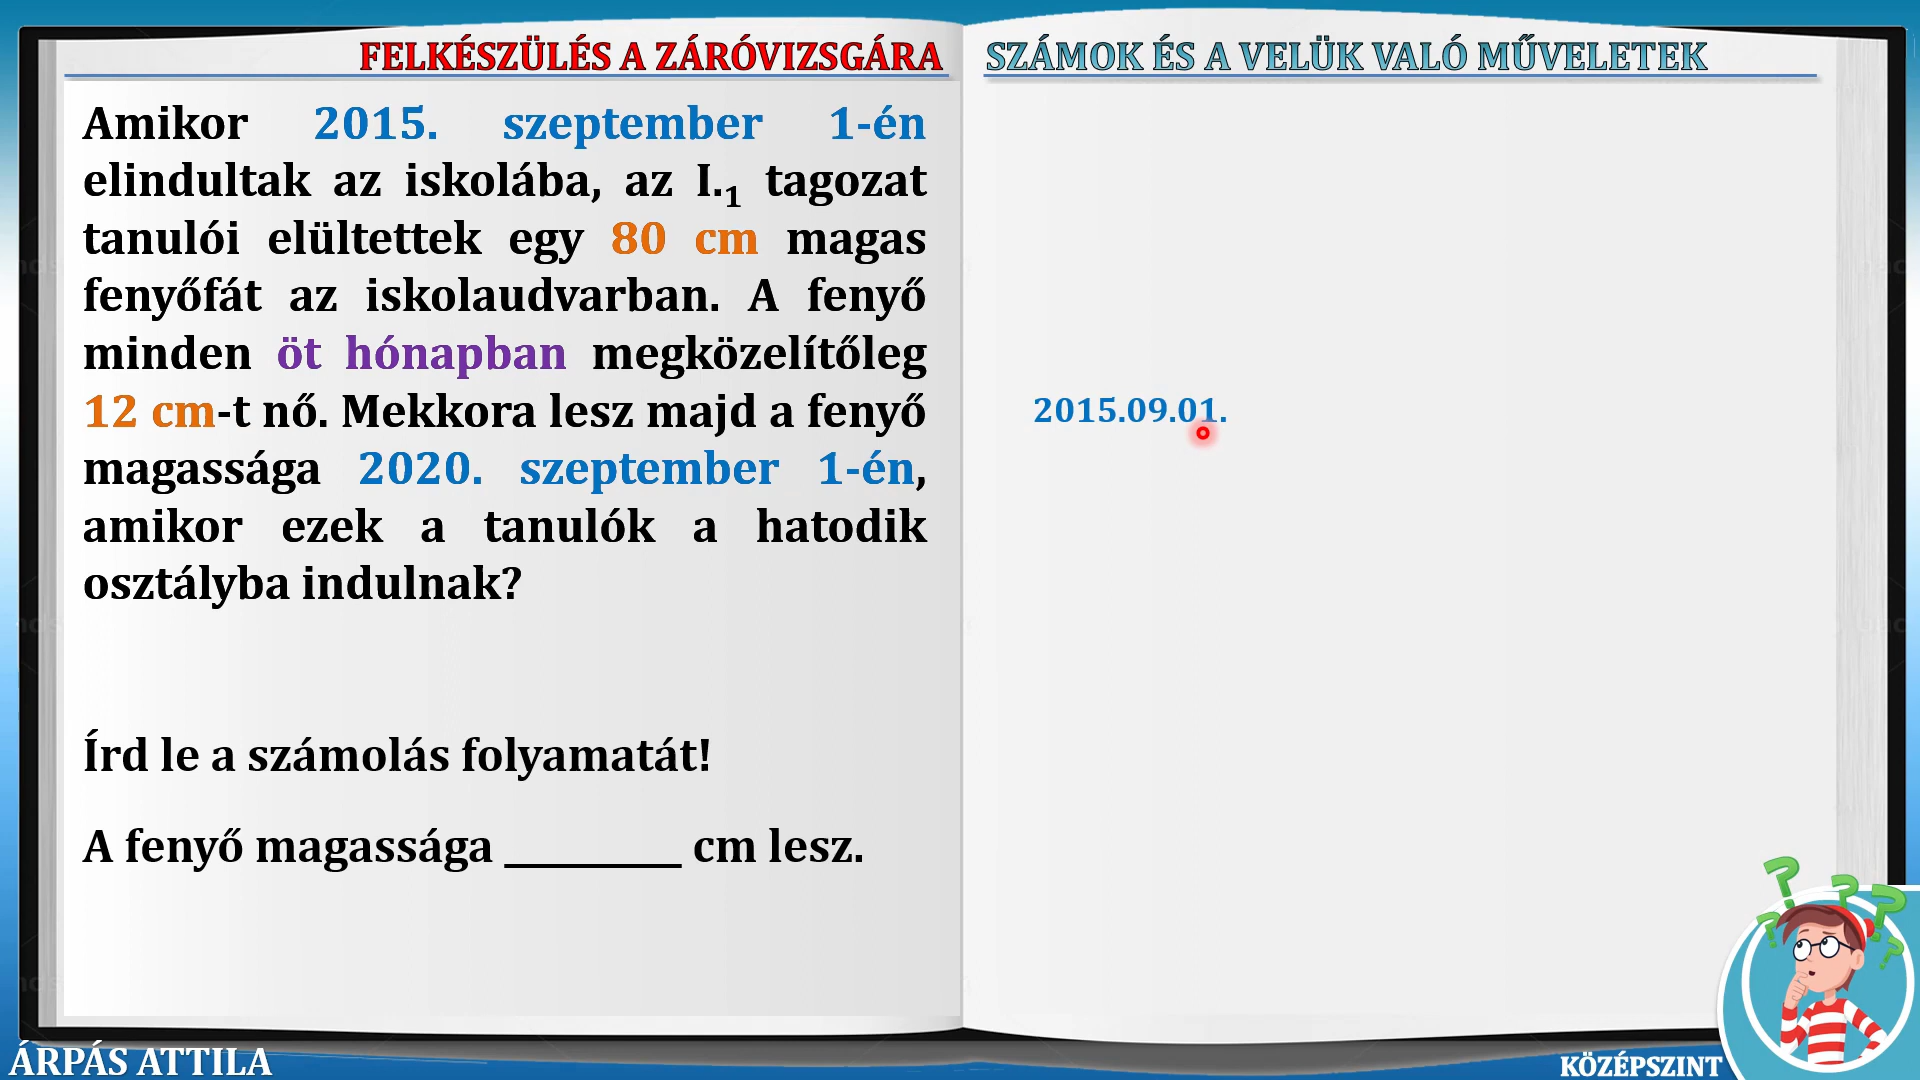 FELKÉSZÜLÉS A ZÁRÓVIZSGÁRA
Amikor 2015. szeptember 1-én
elindultak az iskolába, az I.₁ tagozat
tanulói elültettek egy 80 cm magas
fenyőfát az iskolaudvarban. A fenyő
minden öt hónapban megközelítőleg
12 cm-t nő. Mekkora lesz majd a fenyő
magassága 2020. szeptember 1-én,
amikor ezek a tanulók a hatodik
osztályba indulnak?
Írd le a számolás folyamatát!
A fenyő magassága ________ cm lesz.
SZÁMOK ÉS A VELÜK VALÓ MŰVELETEK
2015.09.01.
ÁRPÁS ATTILA
KÖZÉPSZINT